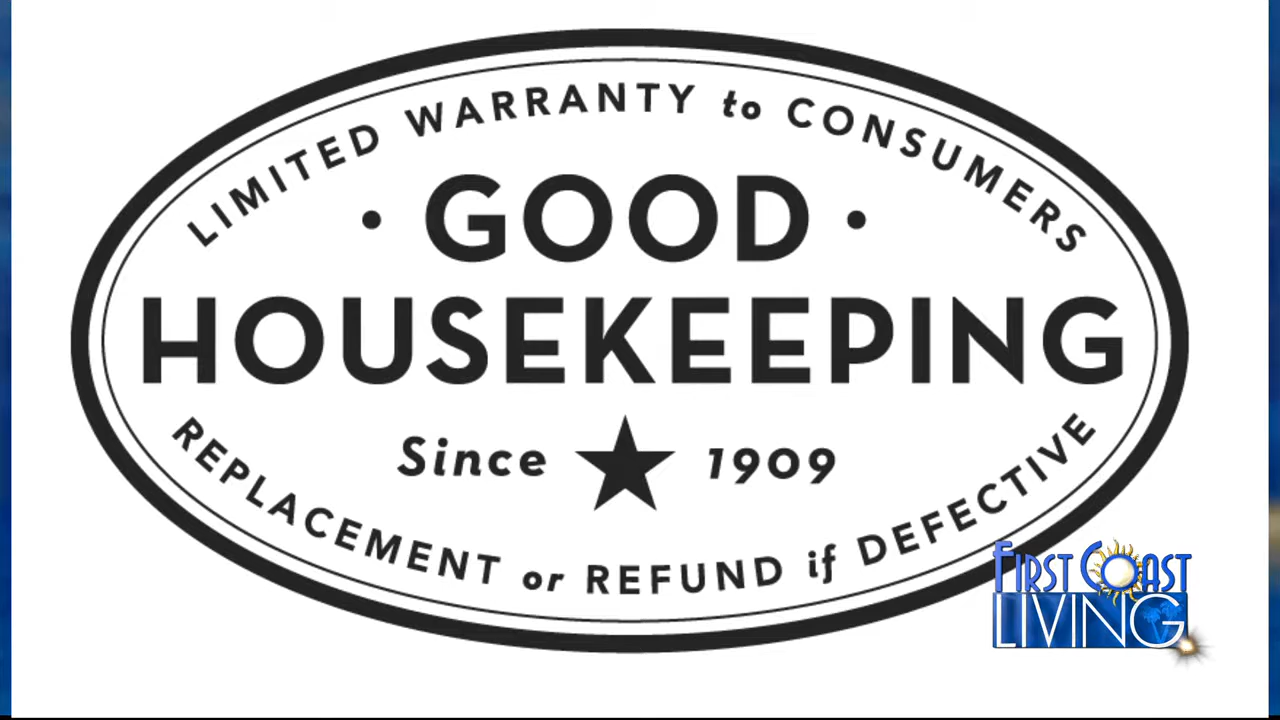 LIMITED WARRANTY to CONSUMERS
• GOOD •
HOUSEKEEPING
Since ★ 1909
REPLACEMENT or REFUND if DEFECTIVE
FIRST COAST
LIVING